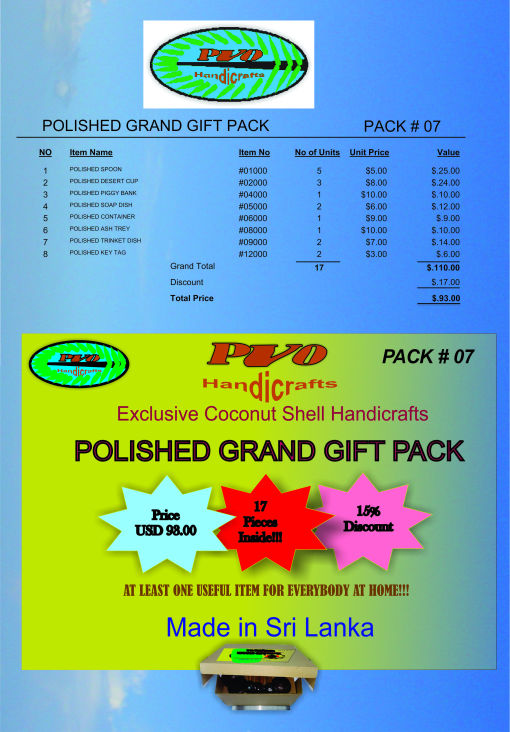 PVO
Handicrafts
POLISHED GRAND GIFT PACK PACK # 07
NO Item Name Item No No of Units Unit Price Value
1 POLISHED SPOON #01000 5 $5.00 $.25.00
2 POLISHED DESERT CUP #02000 3 $8.00 $.24.00
3 POLISHED PIGGY BANK #04000 1 $10.00 $.10.00
4 POLISHED SOAP DISH #05000 2 $6.00 $.12.00
5 POLISHED CONTAINER #06000 1 $9.00 $.9.00
6 POLISHED ASH TREY #08000 1 $10.00 $.10.00
7 POLISHED TRINKET DISH #09000 2 $7.00 $.14.00
8 POLISHED KEY TAG #12000 2 $3.00 $.6.00
Grand Total 17 $.110.00
Discount $.17.00
Total Price $.93.00
PVO
Handicrafts
PVO
Handicrafts
PACK # 07
Exclusive Coconut Shell Handicrafts
POLISHED GRAND GIFT PACK
Price
USD 93.00
17
Pieces
Inside!!!
15%
Discount
AT LEAST ONE USEFUL ITEM FOR EVERYBODY AT HOME!!!
Made in Sri Lanka